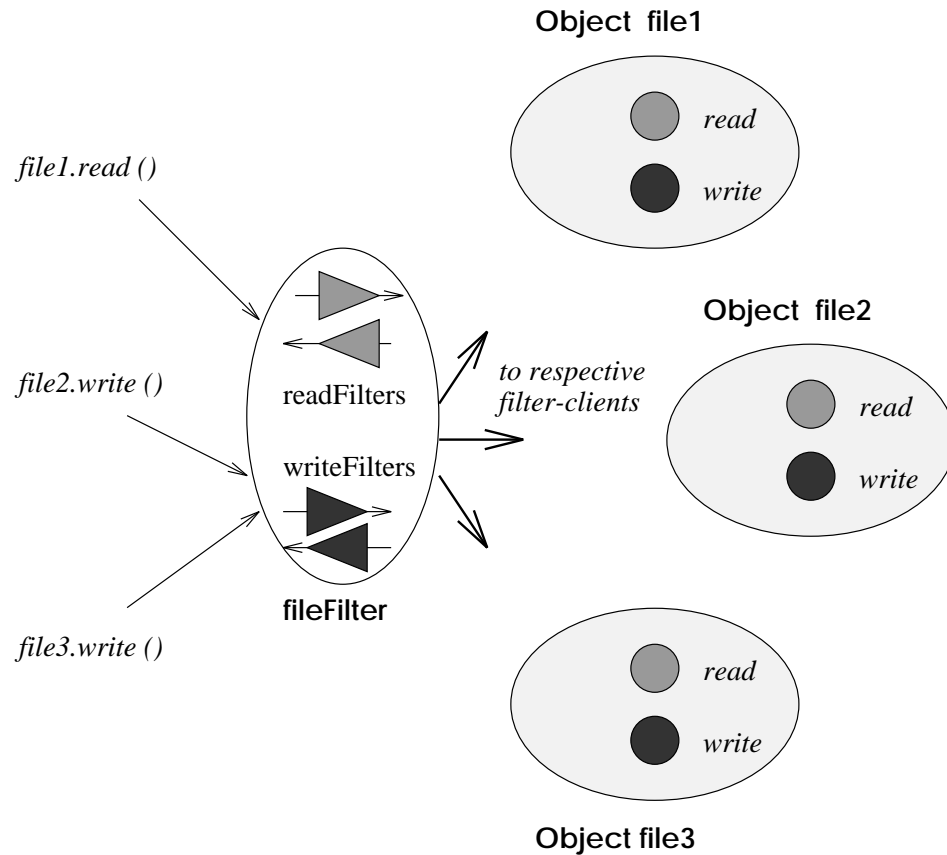 Object file1
read
write
file1.read ()
Object file2
file2.write ()
readFilters
to respective
filter-clients
read
write
writeFilters
fileFilter
file3.write ()
read
write
Object file3